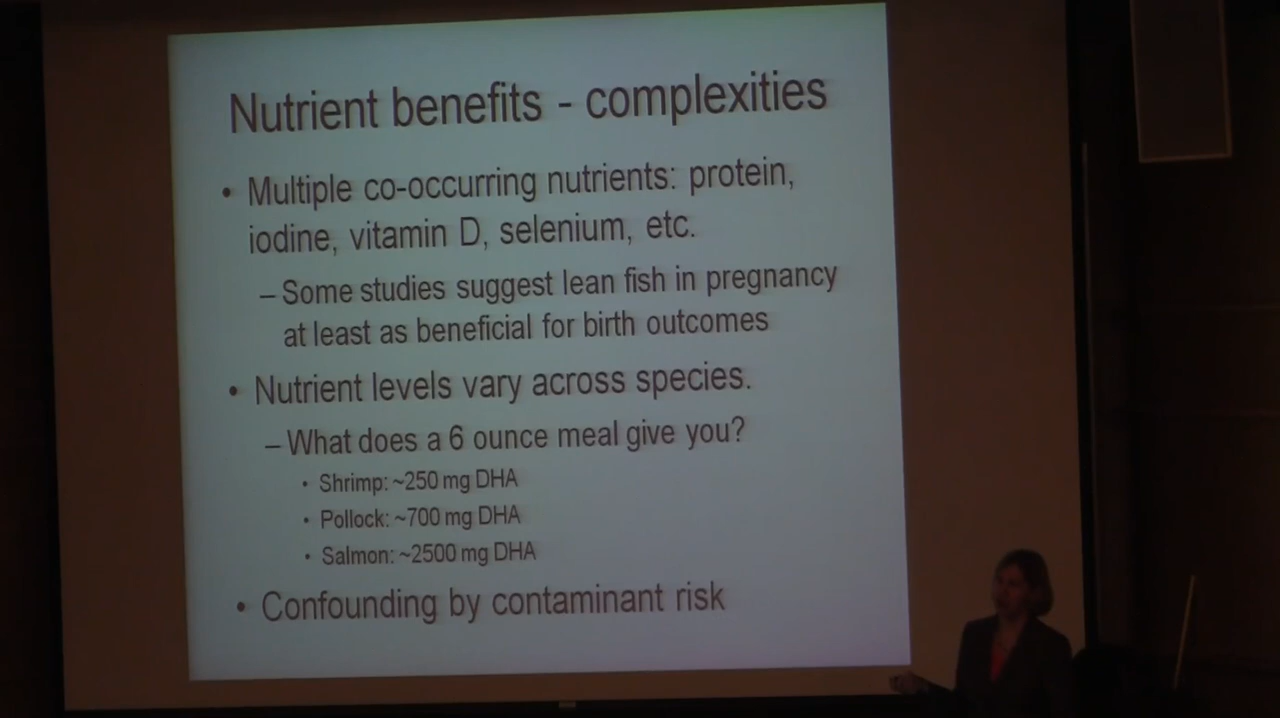 Nutrient benefits - complexities
• Multiple co-occurring nutrients: protein,
iodine, vitamin D, selenium, etc.
– Some studies suggest lean fish in pregnancy
at least as beneficial for birth outcomes
• Nutrient levels vary across species.
– What does a 6 ounce meal give you?
• Shrimp: ~250 mg DHA
• Pollock: ~700 mg DHA
• Salmon: ~2500 mg DHA
• Confounding by contaminant risk